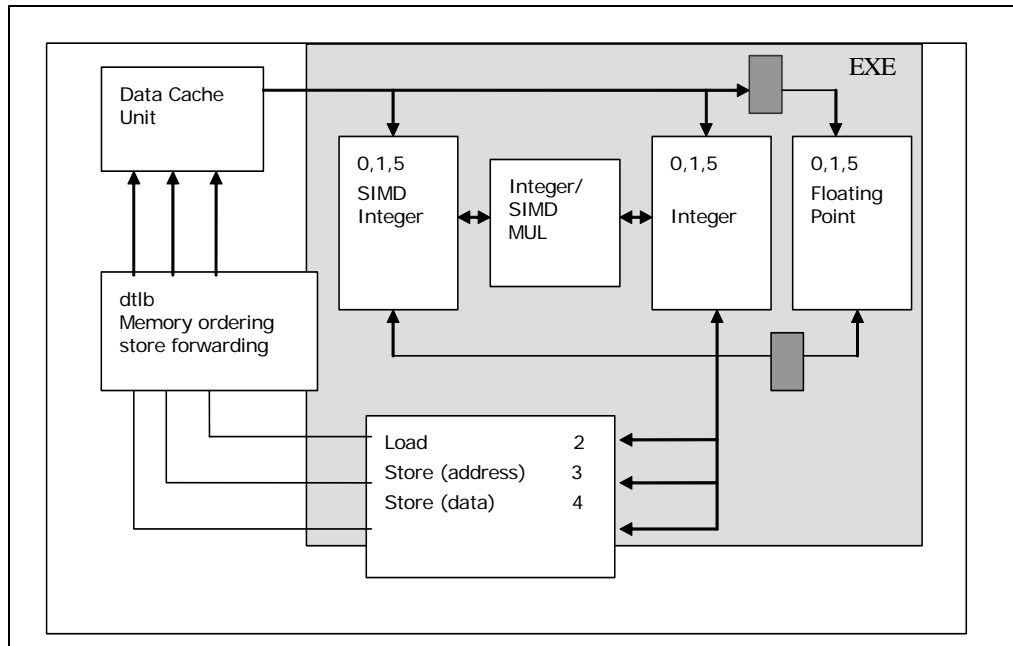 EXE
Data Cache
Unit
0,1,5
SIMD
Integer
Integer/
SIMD
MUL
0,1,5
Integer
0,1,5
Floating
Point
dtlb
Memory ordering
store forwarding
Load 2
Store (address) 3
Store (data) 4